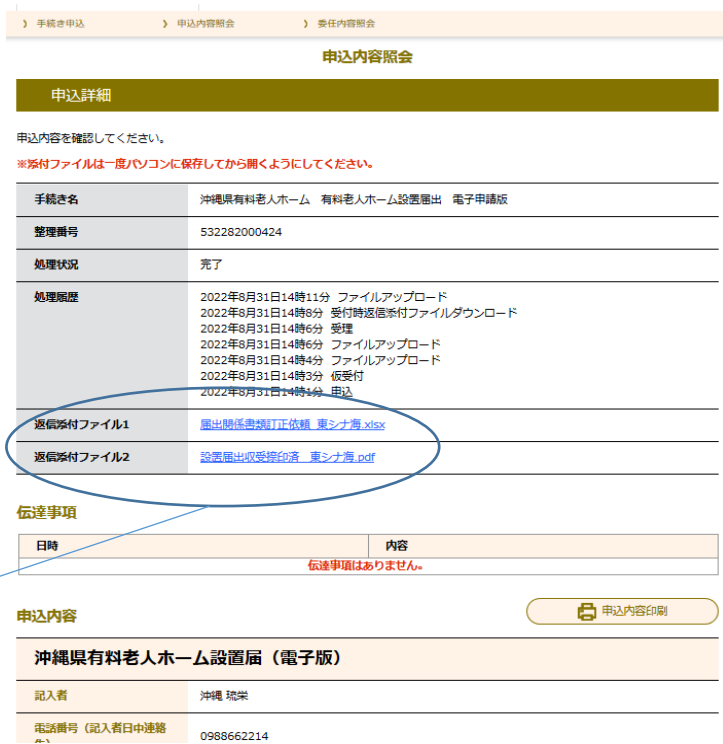 ❯ 手続き申込 ❯ 申込内容照会 ❯ 委任内容照会
申込内容照会
申込詳細
申込内容を確認してください。
※添付ファイルは一度パソコンに保存してから開くようにしてください。
手続き名 沖縄県有料老人ホーム　有料老人ホーム設置届出　電子申請版
整理番号 532282000424
処理状況 完了
処理履歴 2022年8月31日14時11分 ファイルアップロード
2022年8月31日14時8分 受付時返信添付ファイルダウンロード
2022年8月31日14時6分 受理
2022年8月31日14時6分 ファイルアップロード
2022年8月31日14時4分 ファイルアップロード
2022年8月31日14時3分 仮受付
2022年8月31日14時1分 申込
返信添付ファイル1 届出関係書類訂正依頼_東シナ海.xlsx
返信添付ファイル2 設置届出収受押印済　東シナ海.pdf
伝達事項
日時 内容
伝達事項はありません。
申込内容 申込内容印刷
沖縄県有料老人ホーム設置届（電子版）
記入者 沖縄 琉栄
電話番号（記入者日中連絡
先） 0988662214